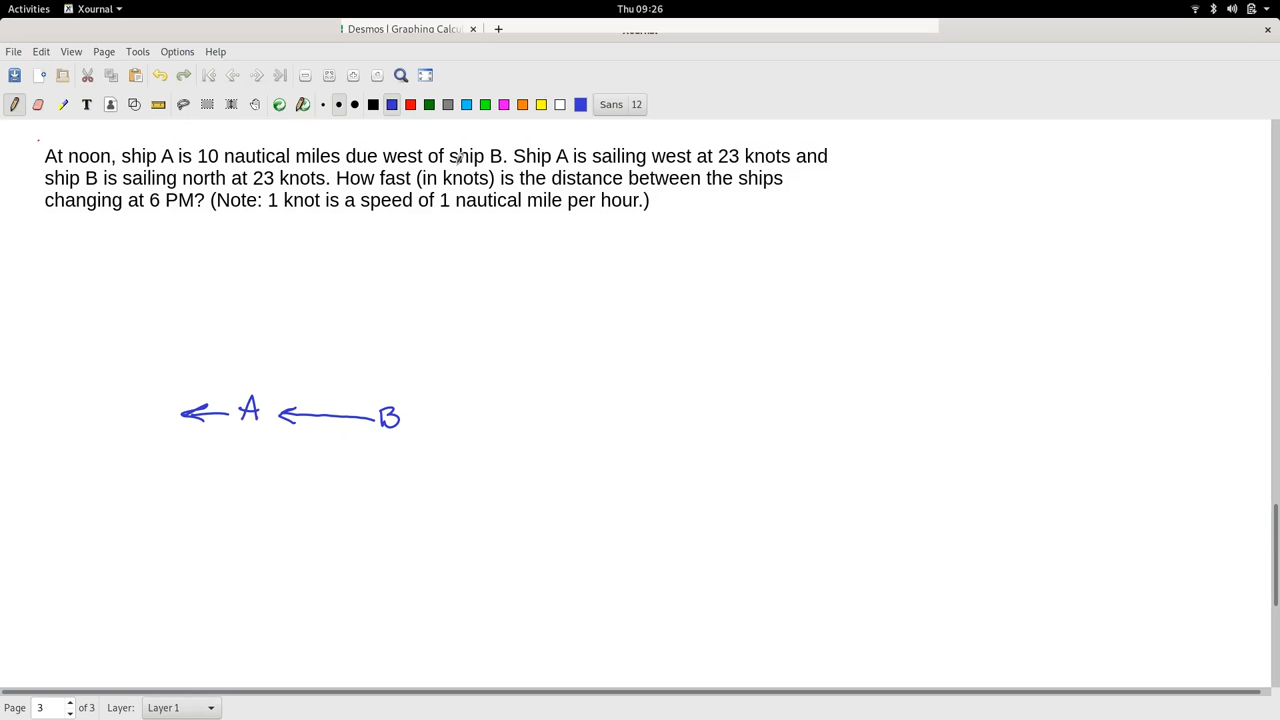 Activities Xournal Thu 09:26
Desmos | Graphing Calcu
File Edit View Page Tools Options Help
T Sans 12
At noon, ship A is 10 nautical miles due west of ship B. Ship A is sailing west at 23 knots and
ship B is sailing north at 23 knots. How fast (in knots) is the distance between the ships
changing at 6 PM? (Note: 1 knot is a speed of 1 nautical mile per hour.)
A B
Page 3 of 3 Layer: Layer 1